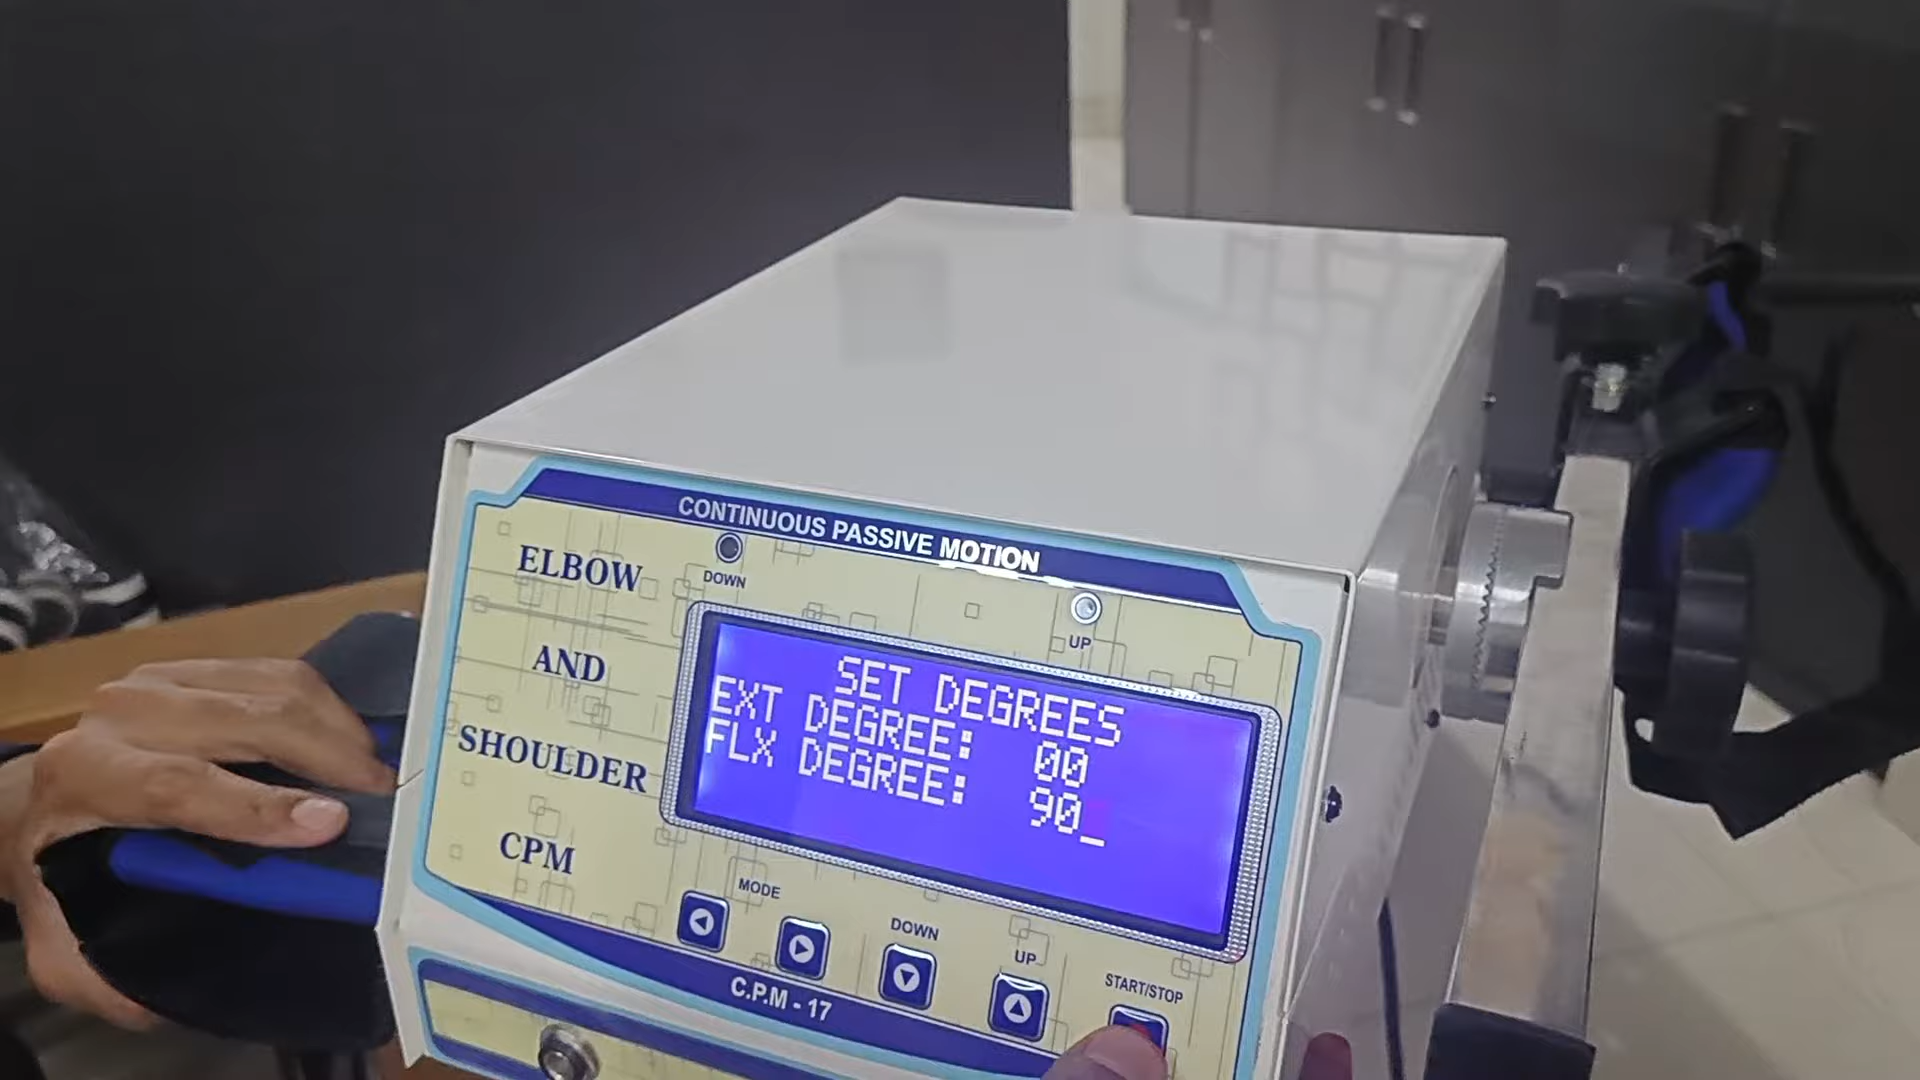 CONTINUOUS PASSIVE MOTION
ELBOW
AND
SHOULDER
CPM
DOWN
UP
SET DEGREES
EXT DEGREE: 00
FLX DEGREE: 90_
MODE
DOWN
UP
START/STOP
C.P.M - 17